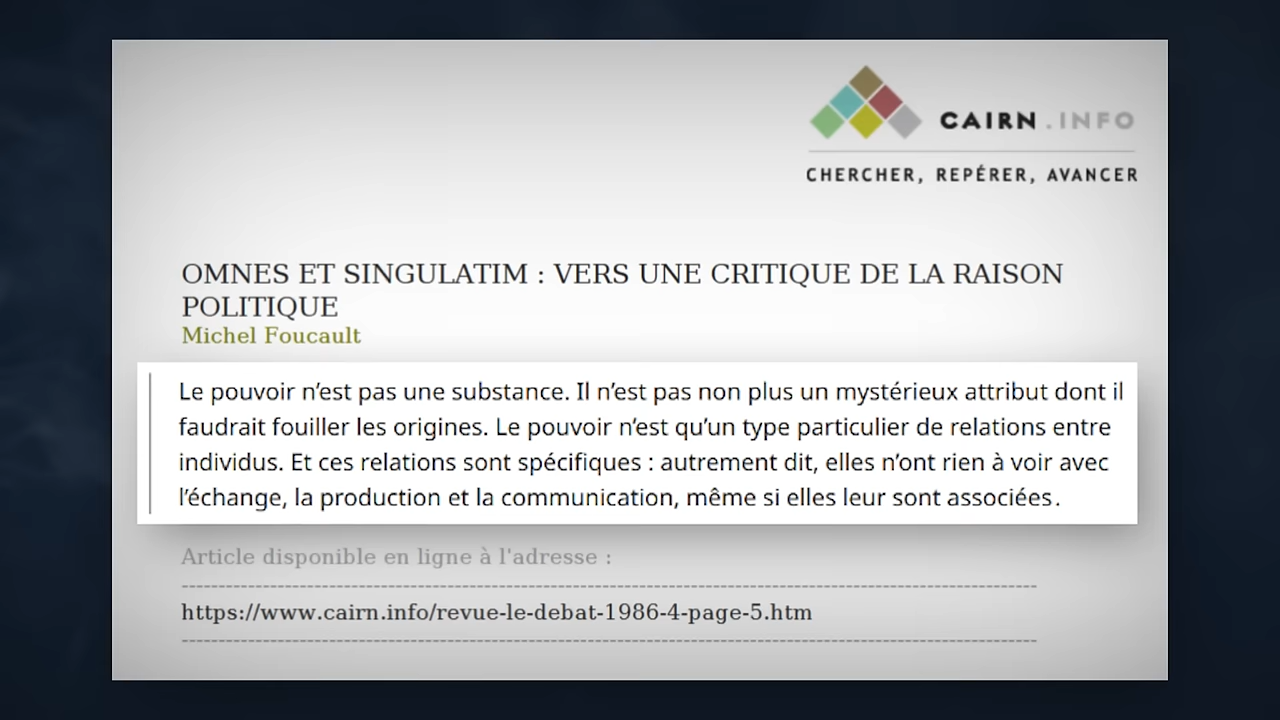 CAIRN.INFO
CHERCHER, REPÉRER, AVANCER
OMNES ET SINGULATIM : VERS UNE CRITIQUE DE LA RAISON
POLITIQUE
Michel Foucault
Le pouvoir n’est pas une substance. Il n’est pas non plus un mystérieux attribut dont il
faudrait fouiller les origines. Le pouvoir n’est qu’un type particulier de relations entre
individus. Et ces relations sont spécifiques : autrement dit, elles n’ont rien à voir avec
l’échange, la production et la communication, même si elles leur sont associées.
Article disponible en ligne à l'adresse :
--------------------------------------------------------------------------------------------------------------------
https://www.cairn.info/revue-le-debat-1986-4-page-5.htm
--------------------------------------------------------------------------------------------------------------------